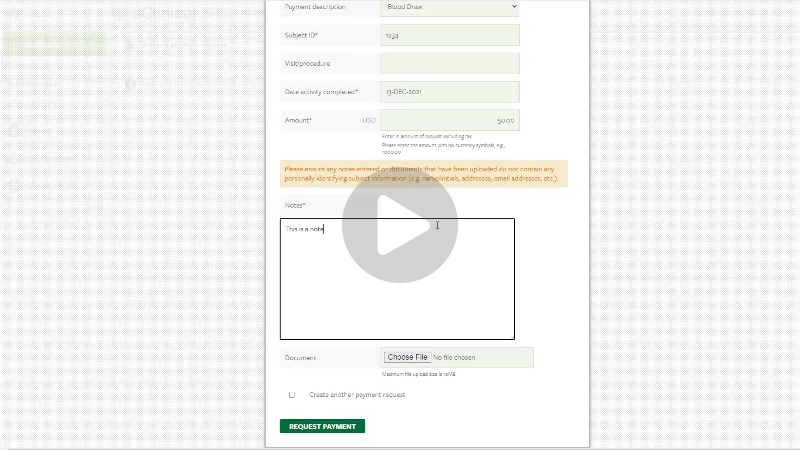 Clinical
Payment description Blood Draw
Subject ID* 1234
Visit/procedure
Date activity completed* 13-DEC-2021
Amount* USD 50.00
Enter in amount of request excluding tax
Please enter the amount with no currency symbols, e.g.,
1000.00
Please ensure any notes entered or documents that have been uploaded do not contain any
personally identifying subject information (e.g. name/initials, addresses, email addresses, etc.).
Notes*
This is a note
Document Choose File No file chosen
Maximum file upload size is 10MB
Create another payment request
REQUEST PAYMENT